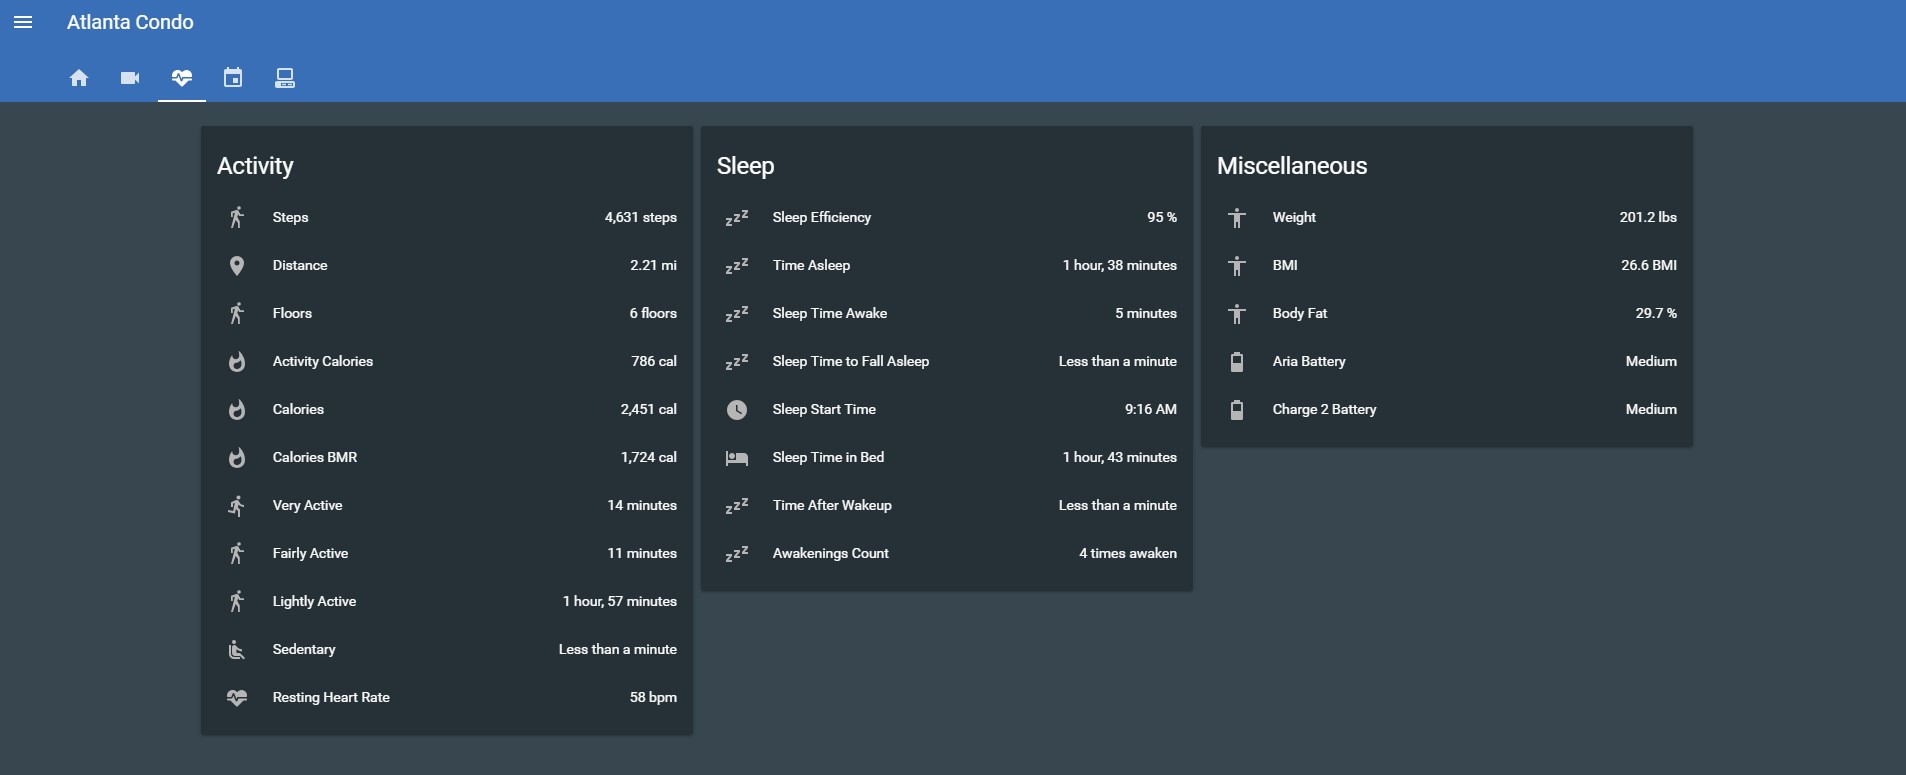 Atlanta Condo
Activity
Steps 4,631 steps
Distance 2.21 mi
Floors 6 floors
Activity Calories 786 cal
Calories 2,451 cal
Calories BMR 1,724 cal
Very Active 14 minutes
Fairly Active 11 minutes
Lightly Active 1 hour, 57 minutes
Sedentary Less than a minute
Resting Heart Rate 58 bpm
Sleep
Sleep Efficiency 95 %
Time Asleep 1 hour, 38 minutes
Sleep Time Awake 5 minutes
Sleep Time to Fall Asleep Less than a minute
Sleep Start Time 9:16 AM
Sleep Time in Bed 1 hour, 43 minutes
Time After Wakeup Less than a minute
Awakenings Count 4 times awaken
Miscellaneous
Weight 201.2 lbs
BMI 26.6 BMI
Body Fat 29.7 %
Aria Battery Medium
Charge 2 Battery Medium